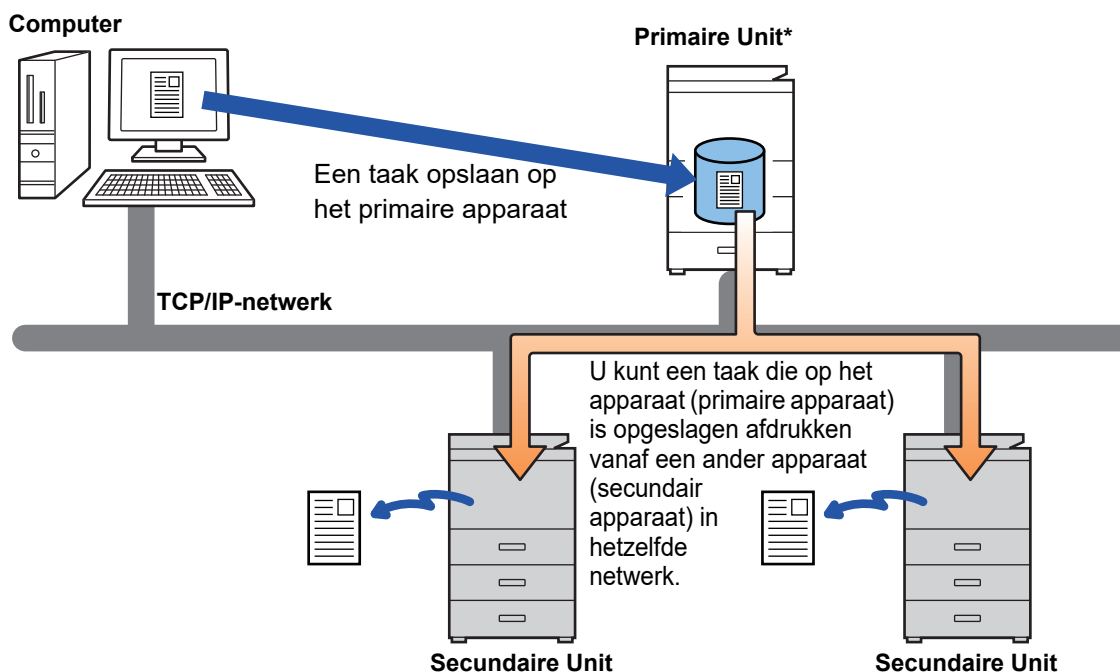 Computer
Primaire Unit*
Een taak opslaan op
het primaire apparaat
TCP/IP-netwerk
U kunt een taak die op het
apparaat (primaire apparaat)
is opgeslagen afdrukken
vanaf een ander apparaat
(secundair
apparaat) in
hetzelfde
netwerk.
Secundaire Unit
Secundaire Unit